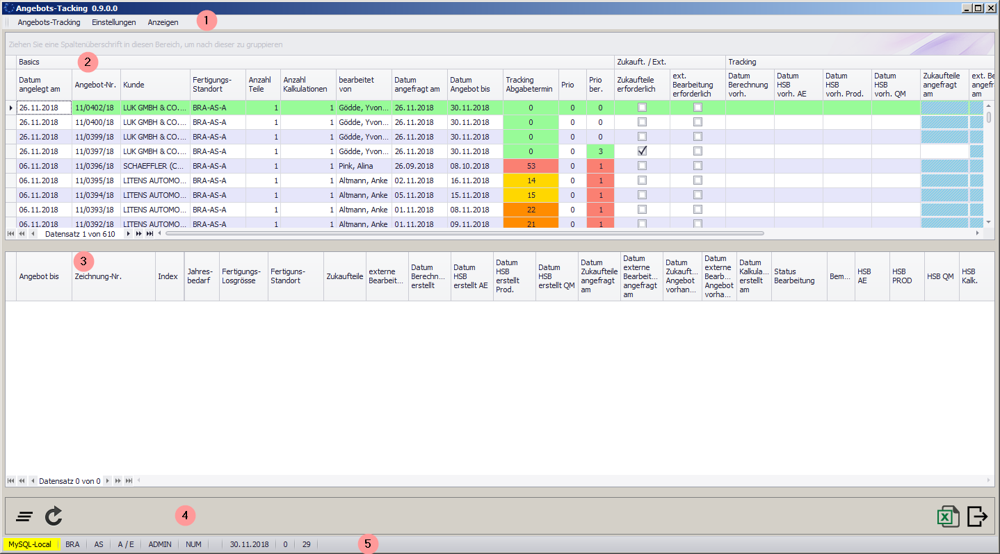 Angebots-Tacking 0.9.0.0
Angebots-Tracking Einstellungen Anzeigen 1
Ziehen Sie eine Spaltenüberschrift in diesen Bereich, um nach dieser zu gruppieren
Basics 2 Zukauft. / Ext. Tracking
Datum angelegt am Angebot-Nr. Kunde Fertigungs-Standort Anzahl Teile Anzahl Kalkulationen bearbeitet von Datum angefragt am Datum Angebot bis Tracking Abgabetermin Prio Prio ber. Zukaufteile erforderlich ext. Bearbeitung erforderlich Datum Berechnung vorh. Datum HSB vorh. AE Datum HSB vorh. Prod. Datum HSB vorh. QM Zukaufteile angefragt am ext. Be angefr am
26.11.2018 11/0402/18 LUK GMBH & CO.... BRA-AS-A 1 1 Gödde, Yvon... 26.11.2018 30.11.2018 0 0 0
26.11.2018 11/0400/18 LUK GMBH & CO.... BRA-AS-A 1 1 Gödde, Yvon... 26.11.2018 30.11.2018 0 0 0
26.11.2018 11/0399/18 LUK GMBH & CO.... BRA-AS-A 1 1 Gödde, Yvon... 26.11.2018 30.11.2018 0 0 0
26.11.2018 11/0397/18 LUK GMBH & CO.... BRA-AS-A 1 1 Gödde, Yvon... 26.11.2018 30.11.2018 0 0 3
06.11.2018 11/0396/18 SCHAEFFLER (C... BRA-AS-A 1 1 Pink, Alina 26.09.2018 08.10.2018 53 0 1
06.11.2018 11/0395/18 LITENS AUTOMO... BRA-AS-A 1 1 Altmann, Anke 02.11.2018 16.11.2018 14 0 1
06.11.2018 11/0394/18 LITENS AUTOMO... BRA-AS-A 1 1 Altmann, Anke 05.11.2018 15.11.2018 15 0 1
06.11.2018 11/0393/18 LITENS AUTOMO... BRA-AS-A 1 1 Altmann, Anke 01.11.2018 08.11.2018 22 0 1
06.11.2018 11/0392/18 LITENS AUTOMO... BRA-AS-A 1 1 Altmann, Anke 01.11.2018 09.11.2018 21 0 1
Datensatz 1 von 610
3
Angebot bis Zeichnung-Nr. Index Jahres-bedarf Fertigungs-Losgrösse Fertiguns-Standort Zukaufteile externe Bearbeit... Datum Berechn... erstellt Datum HSB erstellt AE Datum HSB erstellt Prod. Datum HSB erstellt QM Datum Zukaufteile angefragt am Datum externe Bearbeit... angefragt am Datum Zukauft... Angebot vorhan... Datum externe Bearb... Angebot vorha... Datum Kalkula... erstellt am Status Bearbeitung Bem... HSB AE HSB PROD HSB QM HSB Kalk.
Datensatz 0 von 0
4
MySQL-Local BRA AS A / E ADMIN NUM 30.11.2018 0 29 5